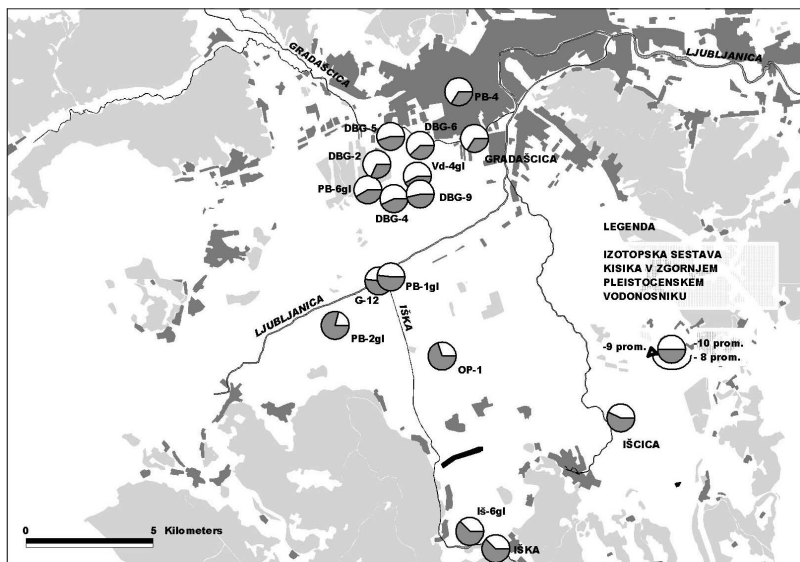 GRADAŠČICA
LJUBLJANICA
PB-4
DBG-5
DBG-6
GRADAŠČICA
DBG-2
Vd-4gl
PB-6gl
DBG-9
DBG-4
LEGENDA
IZOTOPSKA SESTAVA
KISIKA V ZGORNJEM
PLEISTOCENSKEM
VODONOSNIKU
PB-1gl
G-12
LJUBLJANICA
IŠKA
PB-2gl
-9 prom.
-10 prom.
- 8 prom.
OP-1
IŠCICA
Iš-6gl
IŠKA
0 5 Kilometers